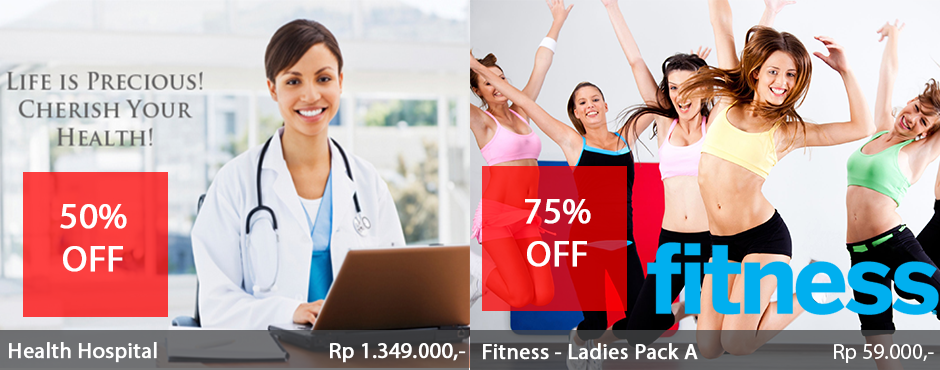 Life is Precious!
Cherish Your
Health!
50%
OFF
Health Hospital
Rp 1.349.000,-
75%
OFF
fitness
Fitness - Ladies Pack A
Rp 59.000,-